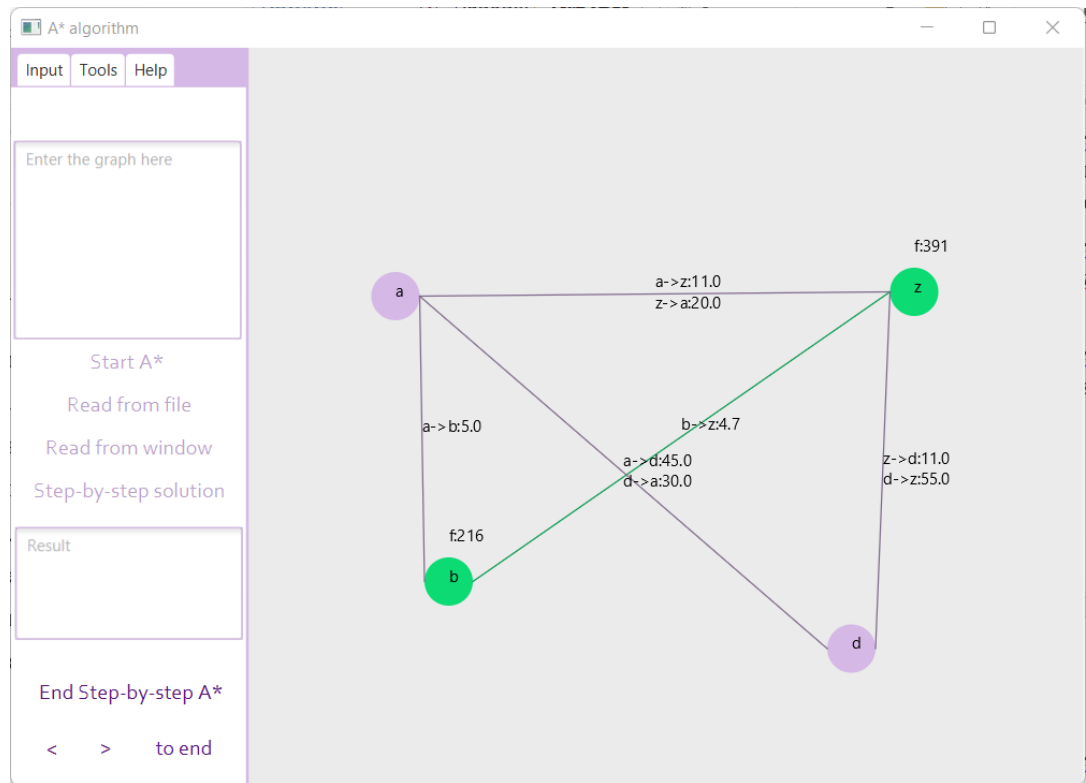 A* algorithm
Input Tools Help
Enter the graph here
Start A*
Read from file
Read from window
Step-by-step solution
Result
End Step-by-step A*
< > to end
f:391
a
z
a->z:11.0
z->a:20.0
a->b:5.0
b->z:4.7
a->d:45.0
d->a:30.0
z->d:11.0
d->z:55.0
f:216
b
d